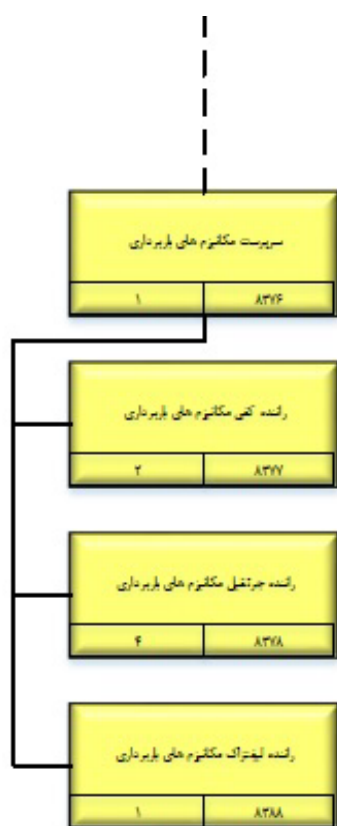 سرپرست مکانیزم های باربرداری
۸۳۷۶ ۱
راننده کفی مکانیزم های باربرداری
۸۳۷۷ ۲
راننده جرثقیل مکانیزم های باربرداری
۸۳۷۸ ۴
راننده لیفتراک مکانیزم های باربرداری
۸۳۸۸ ۱